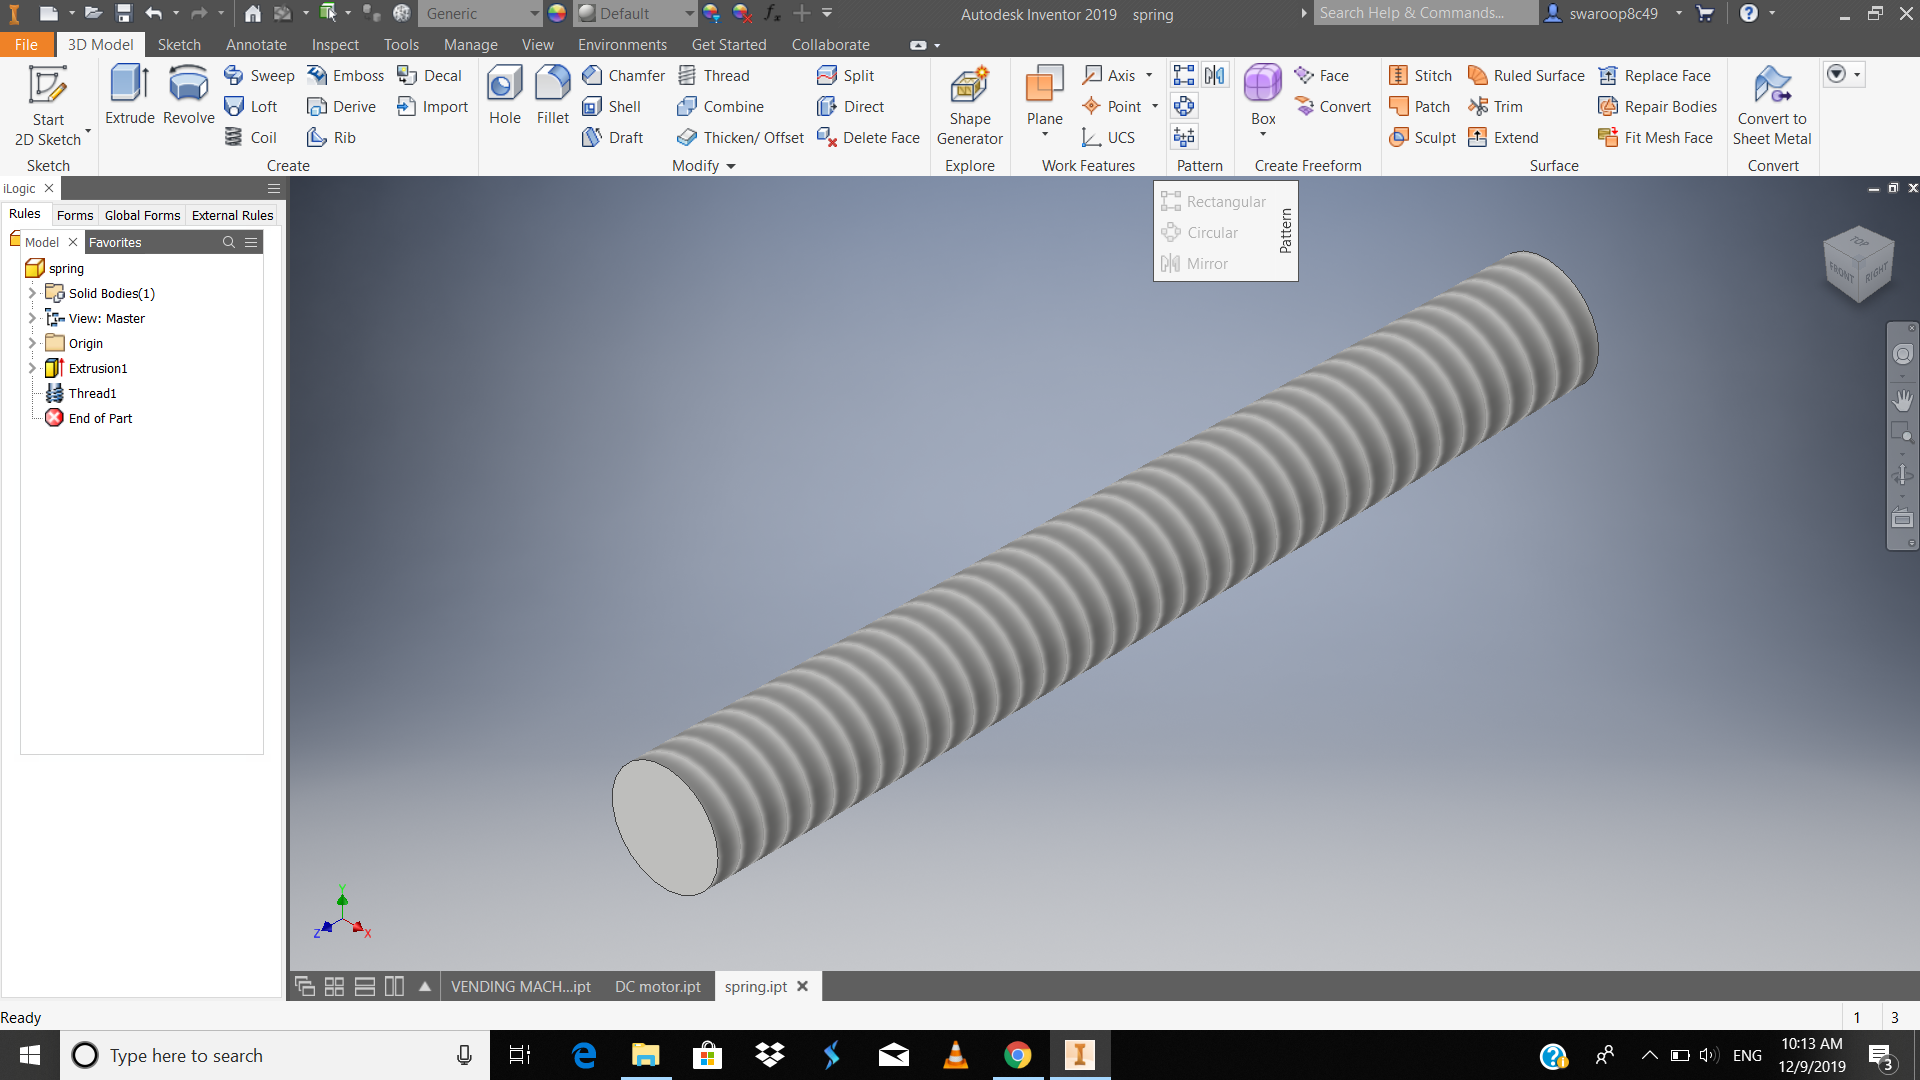 Generic Default Autodesk Inventor 2019 spring Search Help & Commands... swaroop8c49
File 3D Model Sketch Annotate Inspect Tools Manage View Environments Get Started Collaborate
Start
2D Sketch
Sketch
Extrude Revolve
Sweep Emboss Decal
Loft Derive Import
Coil Rib
Create
Hole Fillet
Chamfer Thread Split
Shell Combine Direct
Draft Thicken/ Offset Delete Face
Modify
Shape
Generator
Explore
Plane
Axis
Point
UCS
Work Features
Pattern
Box
Face
Convert
Create Freeform
Stitch Ruled Surface Replace Face
Patch Trim Repair Bodies
Sculpt Extend Fit Mesh Face
Surface
Convert to
Sheet Metal
Convert
iLogic
Rules Forms Global Forms External Rules
Model Favorites
spring
Solid Bodies(1)
View: Master
Origin
Extrusion1
Thread1
End of Part
Rectangular
Circular
Mirror
Pattern
TOP
FRONT RIGHT
Y
Z X
VENDING MACH...ipt DC motor.ipt spring.ipt
Ready 1 3
Type here to search
ENG
10:13 AM
12/9/2019
3